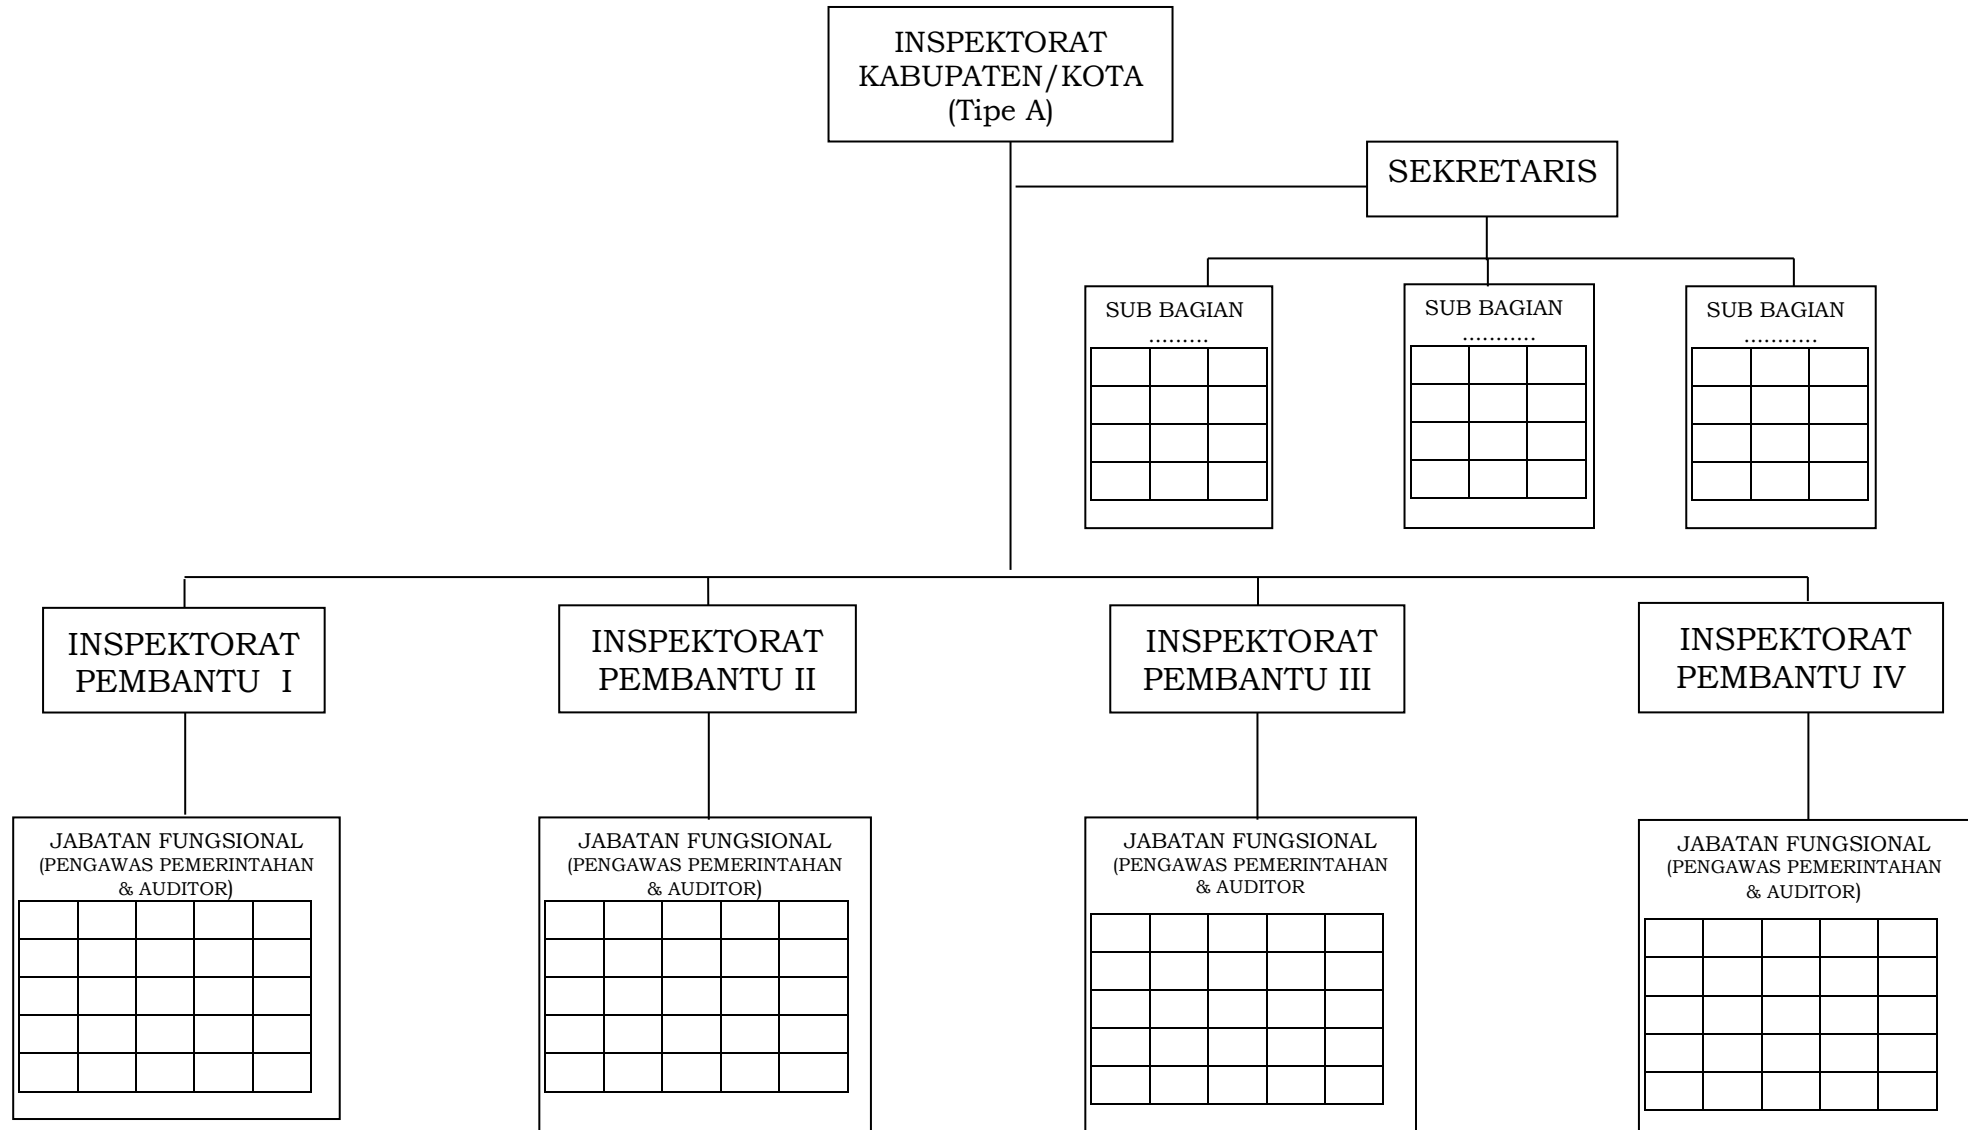 INSPEKTORAT
KABUPATEN/KOTA
(Tipe A)
SEKRETARIS
SUB BAGIAN
.........
SUB BAGIAN
...........
SUB BAGIAN
...........
INSPEKTORAT
PEMBANTU I
INSPEKTORAT
PEMBANTU II
INSPEKTORAT
PEMBANTU III
INSPEKTORAT
PEMBANTU IV
JABATAN FUNGSIONAL
(PENGAWAS PEMERINTAHAN
& AUDITOR)
JABATAN FUNGSIONAL
(PENGAWAS PEMERINTAHAN
& AUDITOR)
JABATAN FUNGSIONAL
(PENGAWAS PEMERINTAHAN
& AUDITOR
JABATAN FUNGSIONAL
(PENGAWAS PEMERINTAHAN
& AUDITOR)